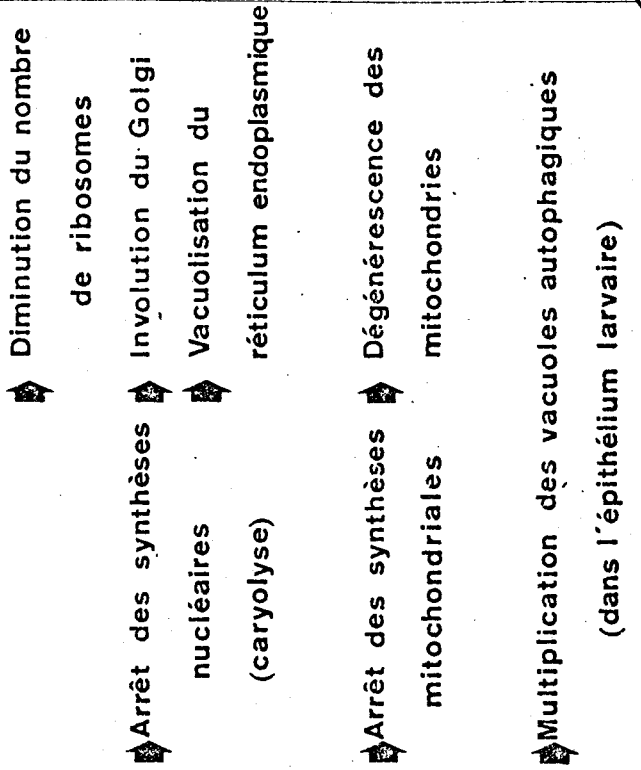 Diminution du nombre
de ribosomes
Arrêt des synthèses
nucléaires
(caryolyse)
Involution du Golgi
Vacuolisation du
réticulum endoplasmique
Arrêt des synthèses
mitochondriales
Dégénérescence des
mitochondries
Multiplication des vacuoles autophagiques
(dans l'épithélium larvaire)